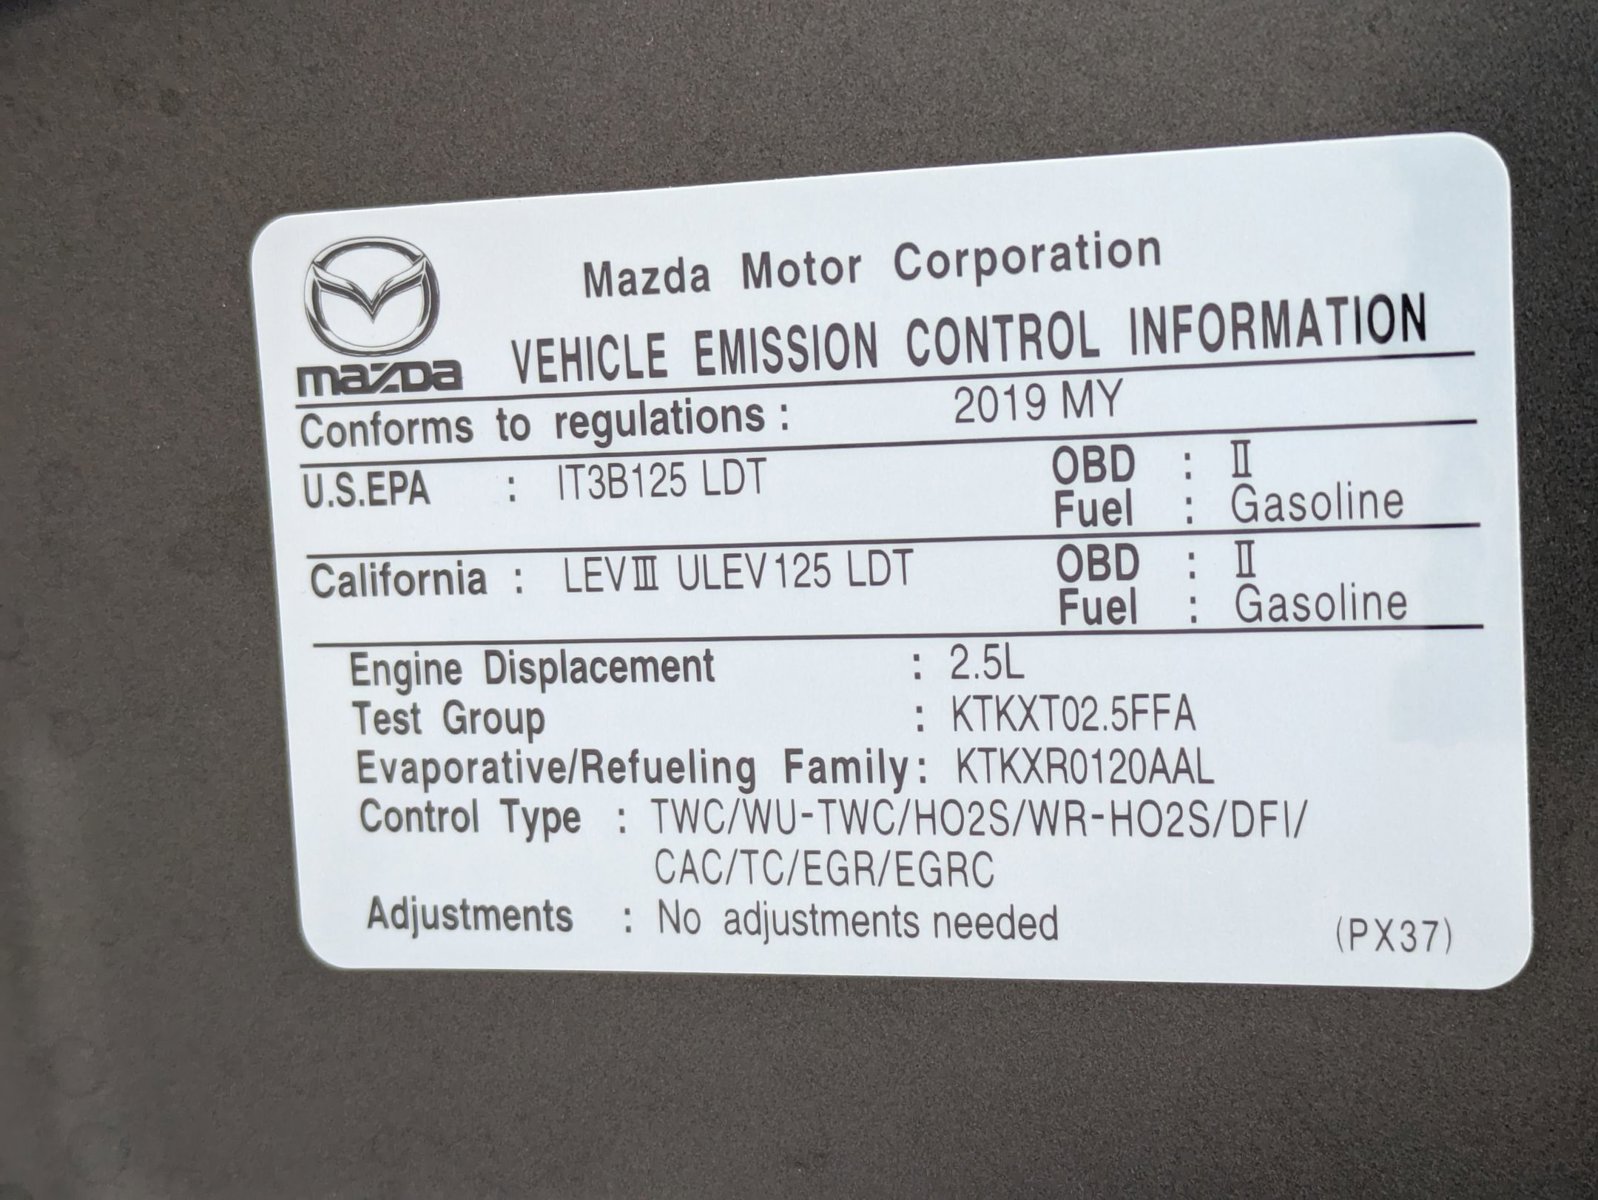 Mazda Motor Corporation
mazda VEHICLE EMISSION CONTROL INFORMATION
Conforms to regulations : 2019 MY
U.S.EPA : IT3B125 LDT OBD : Ⅱ
Fuel : Gasoline
California : LEVⅢ ULEV125 LDT OBD : Ⅱ
Fuel : Gasoline
Engine Displacement : 2.5L
Test Group : KTKXT02.5FFA
Evaporative/Refueling Family : KTKXR0120AAL
Control Type : TWC/WU-TWC/HO2S/WR-HO2S/DFI/
CAC/TC/EGR/EGRC
Adjustments : No adjustments needed (PX37)